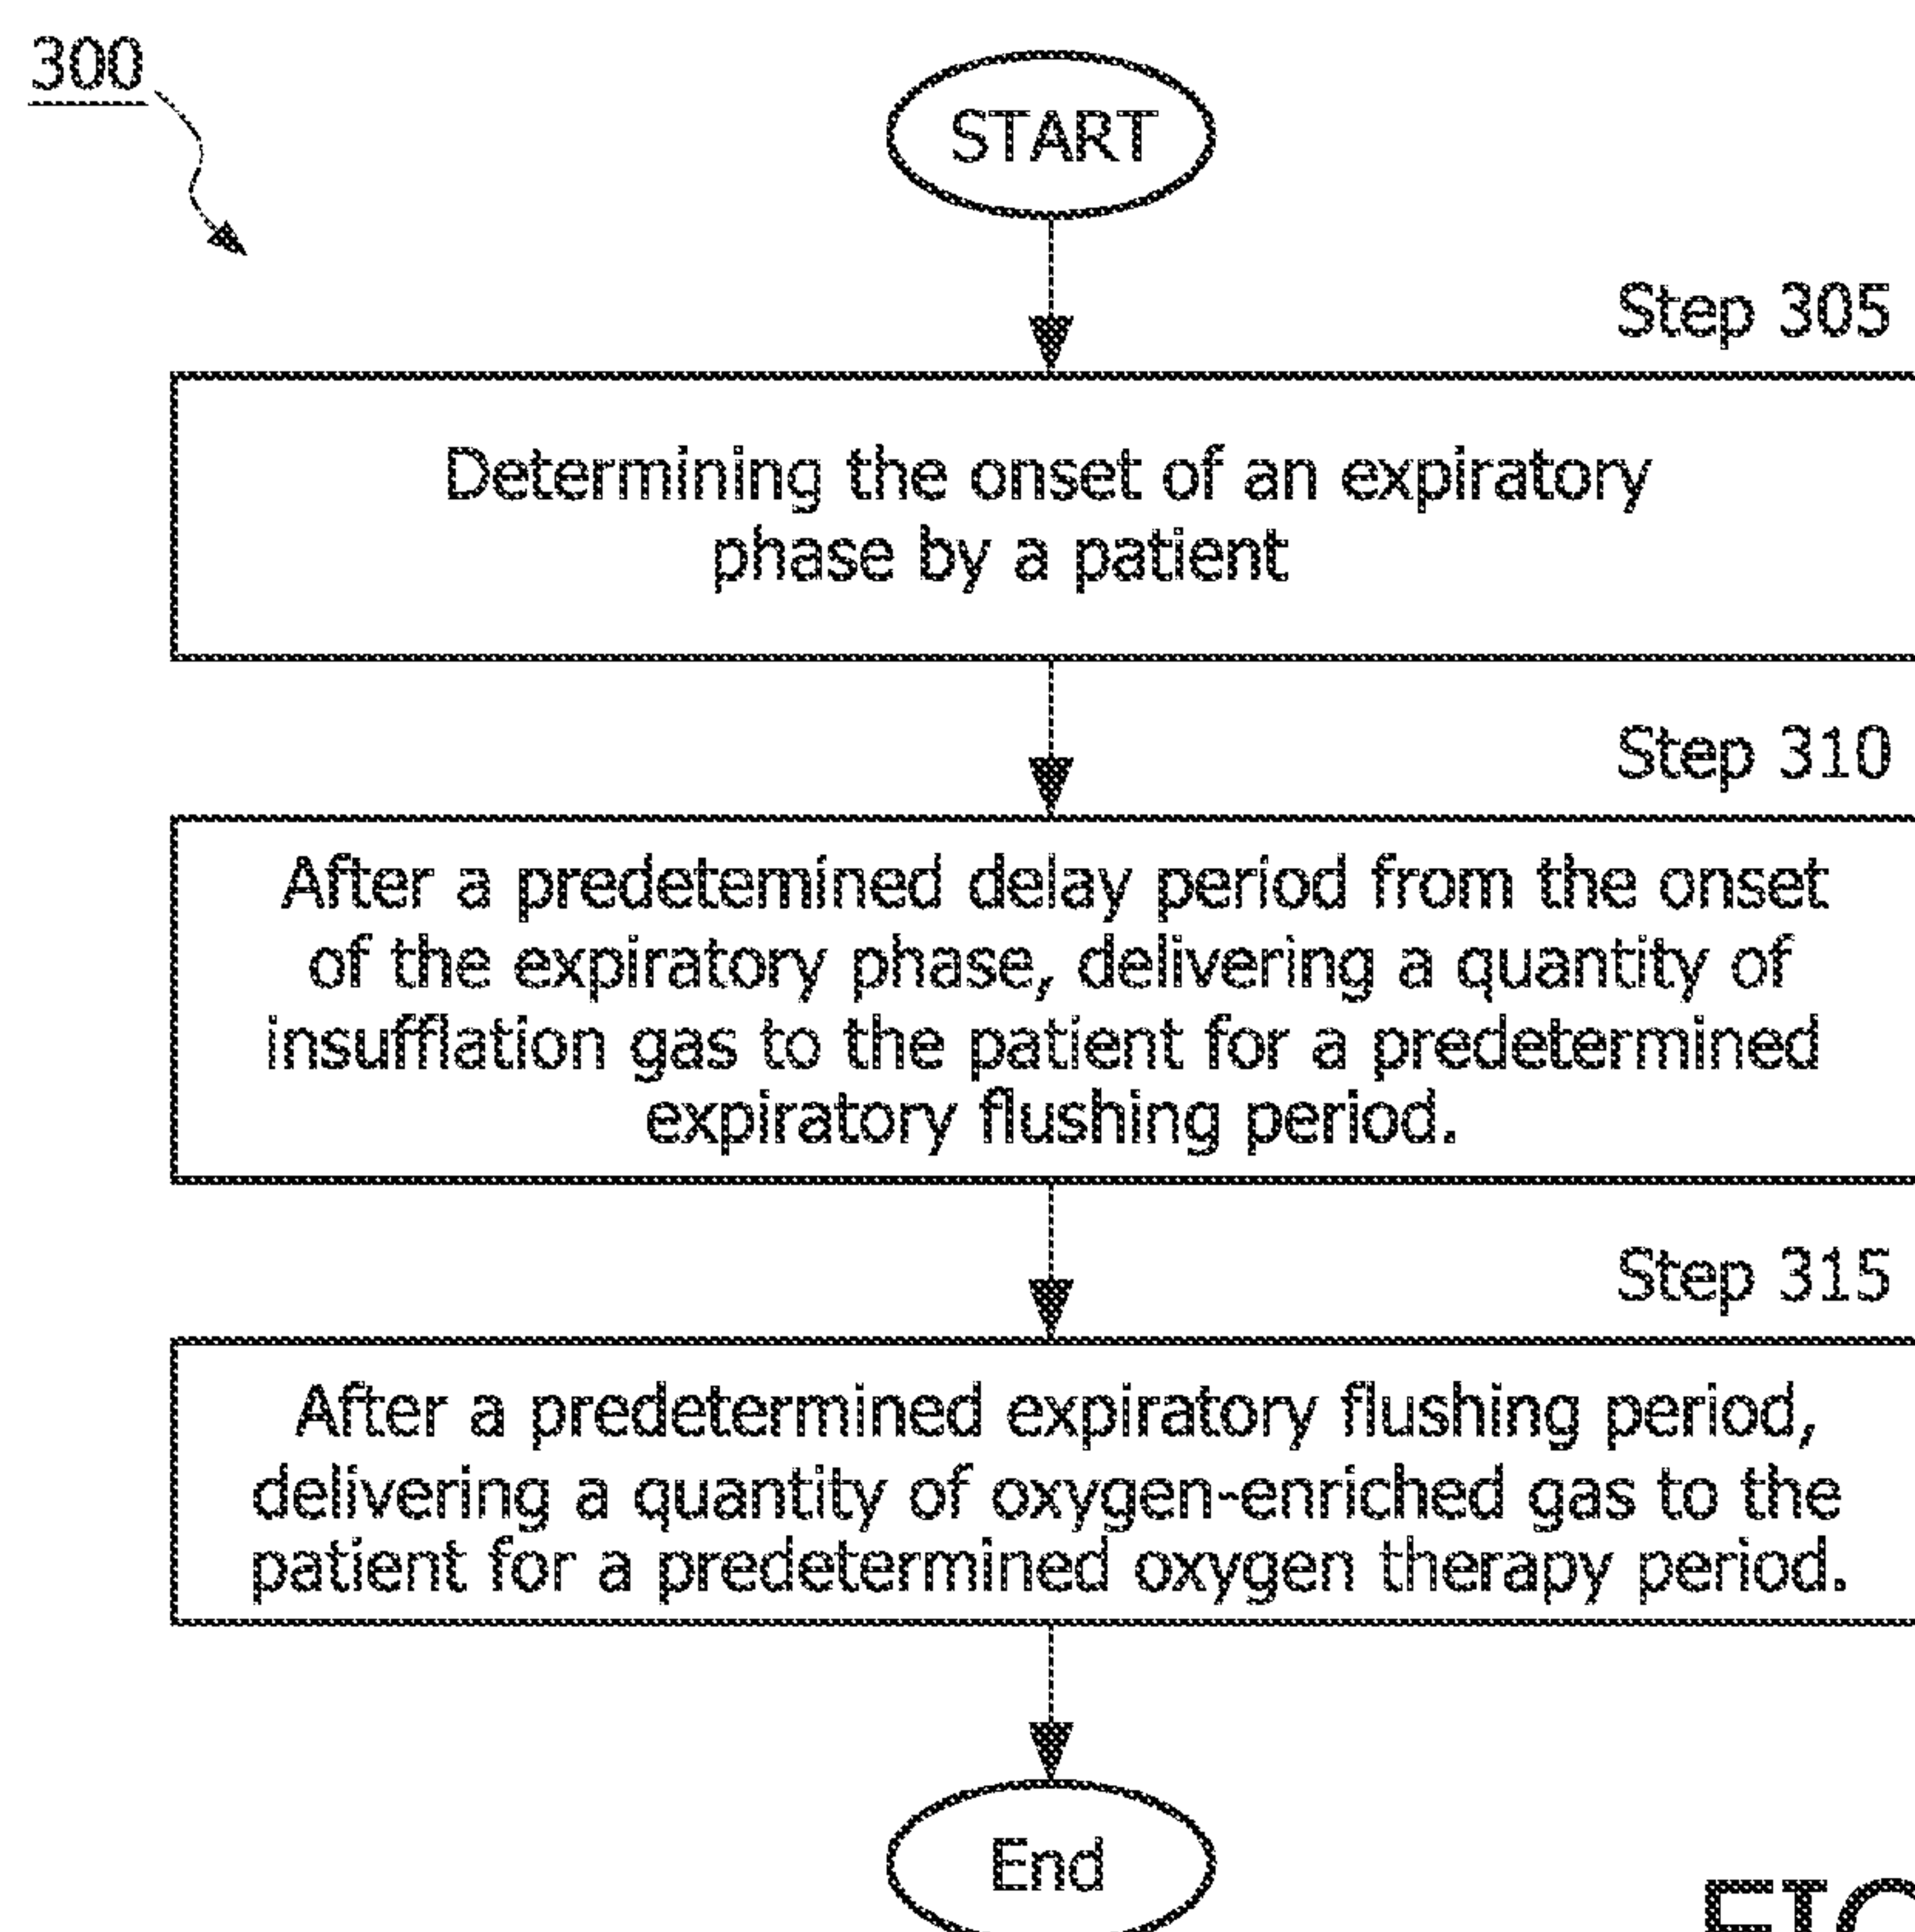 300
START
Step 305
Determining the onset of an expiratory
phase by a patient
Step 310
After a predetemined delay period from the onset
of the expiratory phase, delivering a quantity of
insufflation gas to the patient for a predetermined
expiratory flushing period.
Step 315
After a predetermined expiratory flushing period,
delivering a quantity of oxygen-enriched gas to the
patient for a predetermined oxygen therapy period.
End